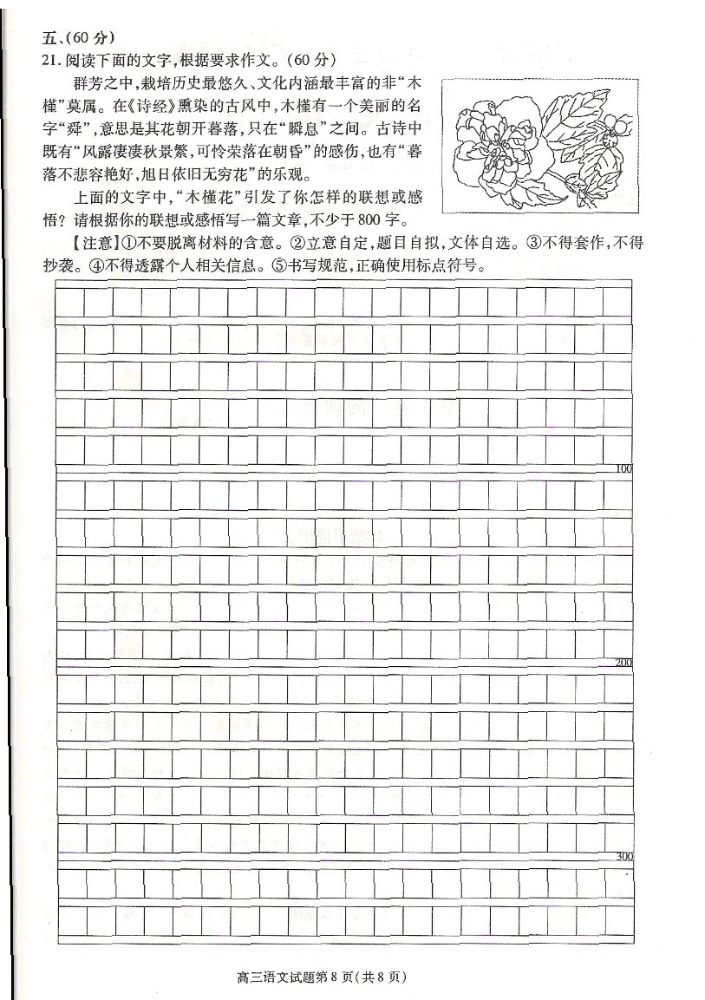 五、(60 分)
21. 阅读下面的文字,根据要求作文。(60 分)
群芳之中,栽培历史最悠久、文化内涵最丰富的非“木
槿”莫属。在《诗经》熏染的古风中,木槿有一个美丽的名
字“舜”,意思是其花朝开暮落,只在“瞬息”之间。古诗中
既有“风露凄凄秋景繁,可怜荣落在朝昏”的感伤,也有“暮
落不悲容艳好,旭日依旧无穷花”的乐观。
上面的文字中,“木槿花”引发了你怎样的联想或感
悟? 请根据你的联想或感悟写一篇文章,不少于 800 字。
【注意】①不要脱离材料的含意。②立意自定,题目自拟,文体自选。③不得套作,不得
抄袭。④不得透露个人相关信息。⑤书写规范,正确使用标点符号。
100
200
300
高三语文试题第 8 页(共 8 页)